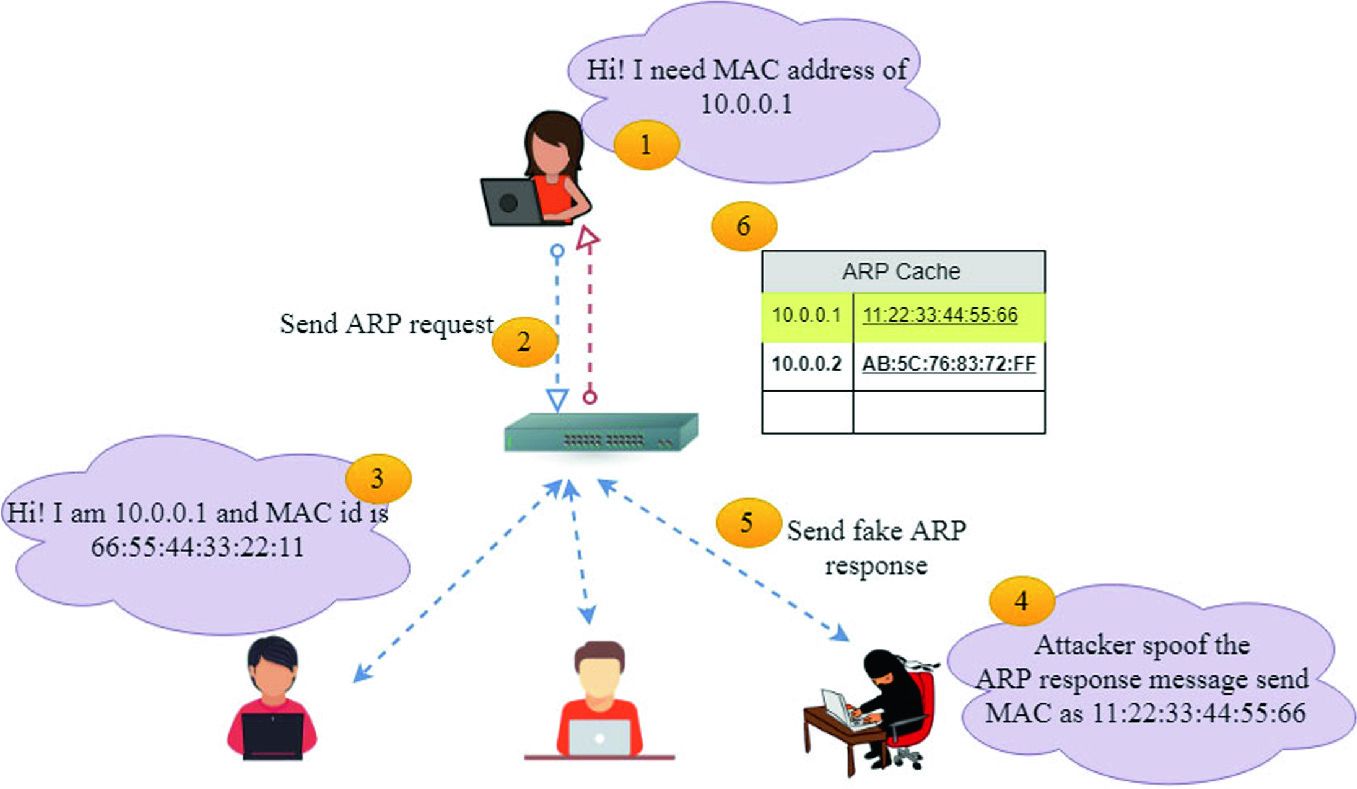 Hi! I need MAC address of
10.0.0.1
1
6
ARP Cache
10.0.0.1 11:22:33:44:55:66
10.0.0.2 AB:5C:76:83:72:FF
Send ARP request
2
3
Hi! I am 10.0.0.1 and MAC id is
66:55:44:33:22:11
5
Send fake ARP
response
4
Attacker spoof the
ARP response message send
MAC as 11:22:33:44:55:66